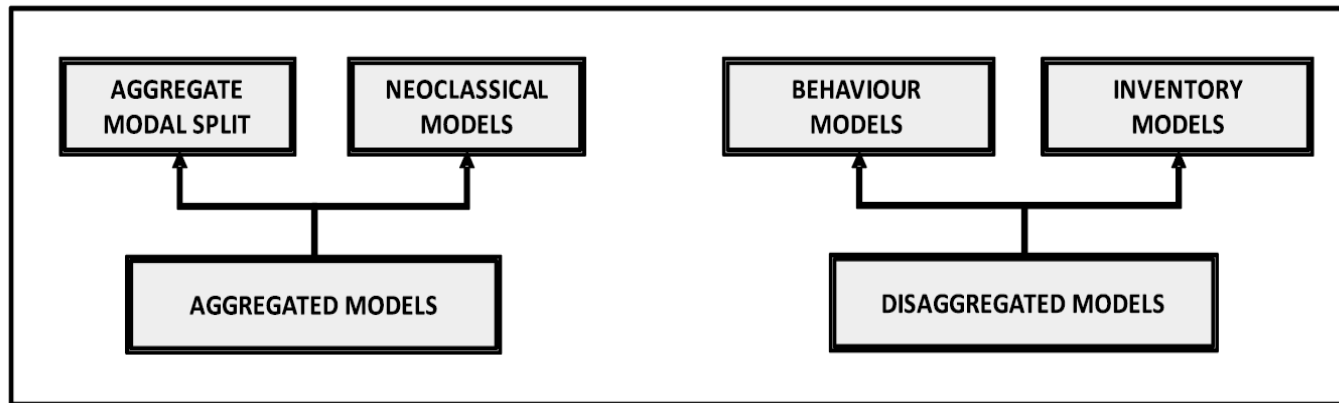 AGGREGATE
MODAL SPLIT
NEOCLASSICAL
MODELS
BEHAVIOUR
MODELS
INVENTORY
MODELS
AGGREGATED MODELS
DISAGGREGATED MODELS